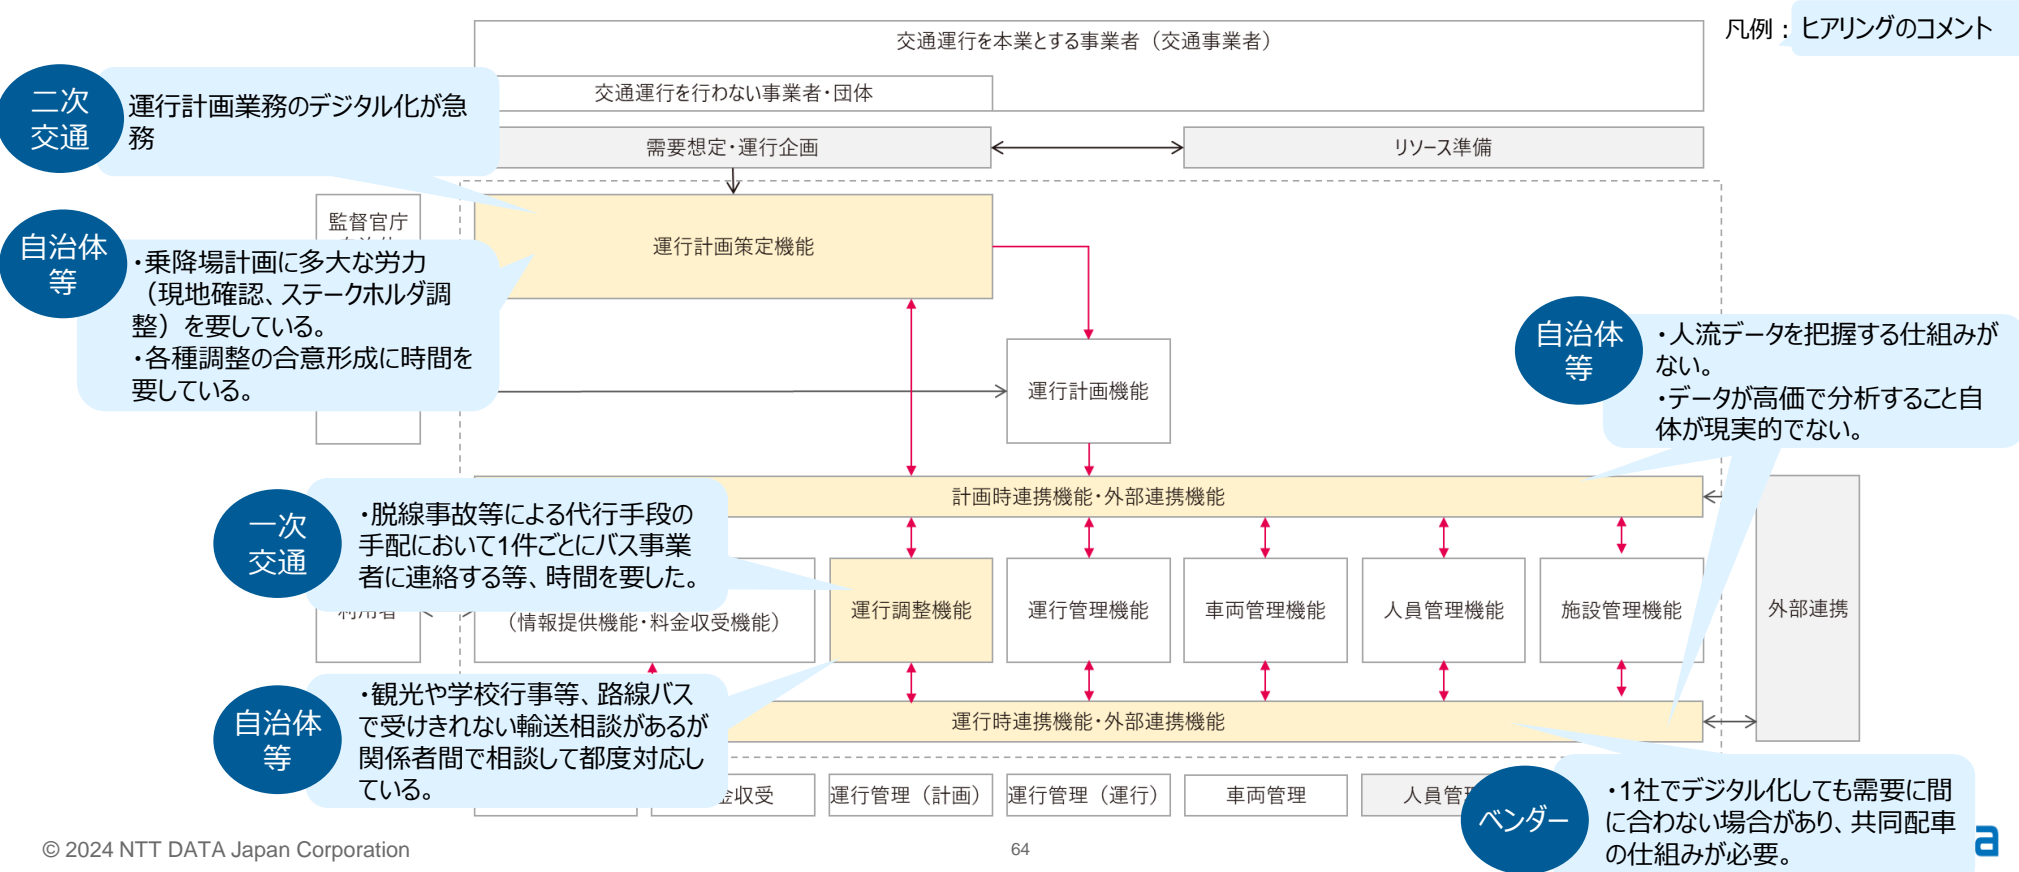 凡例：
ヒアリングのコメント
交通運行を本業とする事業者（交通事業者）
交通運行を行わない事業者・団体
二次
交通
運行計画業務のデジタル化が急
務
需要想定・運行企画
リソース準備
監督官庁
運行計画策定機能
自治体
等
・乗降場計画に多大な労力
（現地確認、ステークホルダ調
整）を要している。
・各種調整の合意形成に時間を
要している。
自治体
等
・人流データを把握する仕組みが
ない。
・データが高価で分析すること自
体が現実的でない。
運行計画機能
計画時連携機能・外部連携機能
一次
交通
・脱線事故等による代行手段の
手配において1件ごとにバス事業
者に連絡する等、時間を要した。
利用者
（情報提供機能・料金収受機能）
運行調整機能
運行管理機能
車両管理機能
人員管理機能
施設管理機能
外部連携
自治体
等
・観光や学校行事等、路線バス
で受けきれない輸送相談があるが
関係者間で相談して都度対応し
ている。
運行時連携機能・外部連携機能
金収受
運行管理（計画）
運行管理（運行）
車両管理
人員管
ベンダー
・1社でデジタル化しても需要に間
に合わない場合があり、共同配車
の仕組みが必要。
© 2024 NTT DATA Japan Corporation
64
a